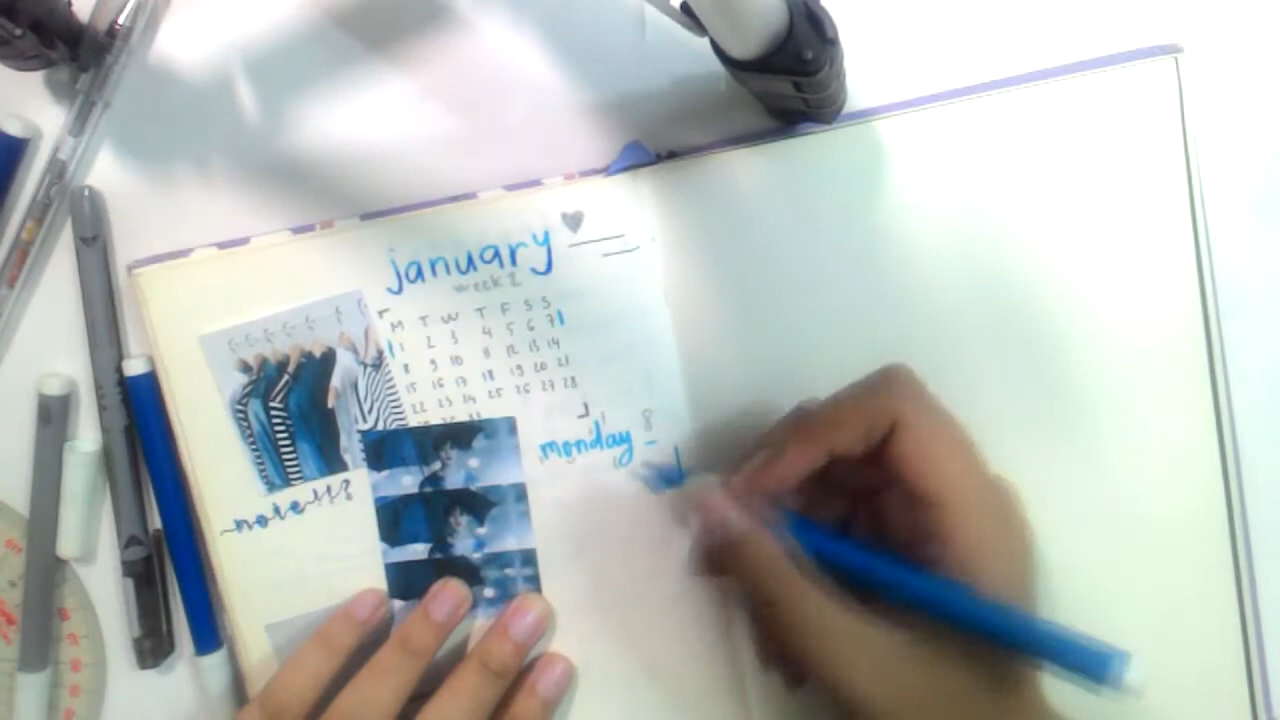 january
week 2
M T W T F S S
1 2 3 4 5 6 7
8 9 10 11 12 13 14
15 16 17 18 19 20 21
22 23 24 25 26 27 28
8
monday
note!!